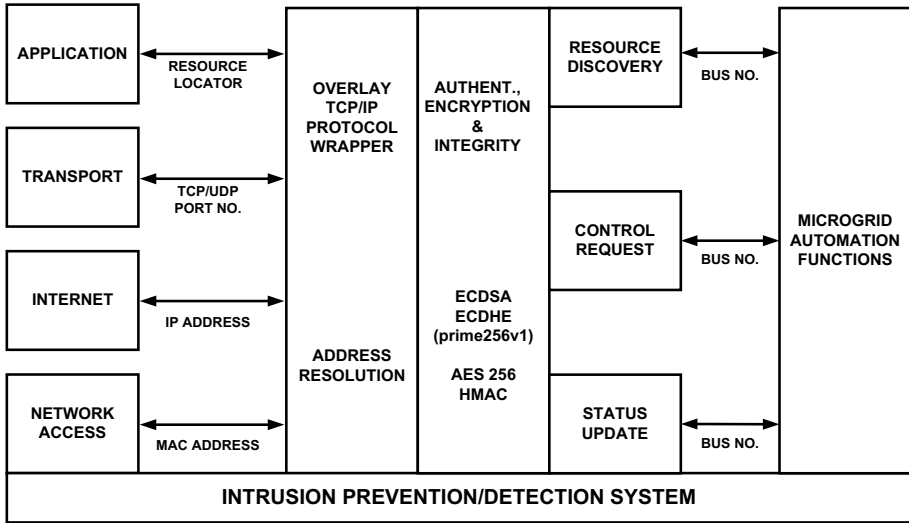 APPLICATION
RESOURCE
LOCATOR
TRANSPORT
TCP/UDP
PORT NO.
INTERNET
IP ADDRESS
NETWORK
ACCESS
MAC ADDRESS
OVERLAY
TCP/IP
PROTOCOL
WRAPPER
ADDRESS
RESOLUTION
AUTHENT.,
ENCRYPTION
&
INTEGRITY
ECDSA
ECDHE
(prime256v1)
AES 256
HMAC
RESOURCE
DISCOVERY
BUS NO.
CONTROL
REQUEST
BUS NO.
STATUS
UPDATE
BUS NO.
MICROGRID
AUTOMATION
FUNCTIONS
INTRUSION PREVENTION/DETECTION SYSTEM